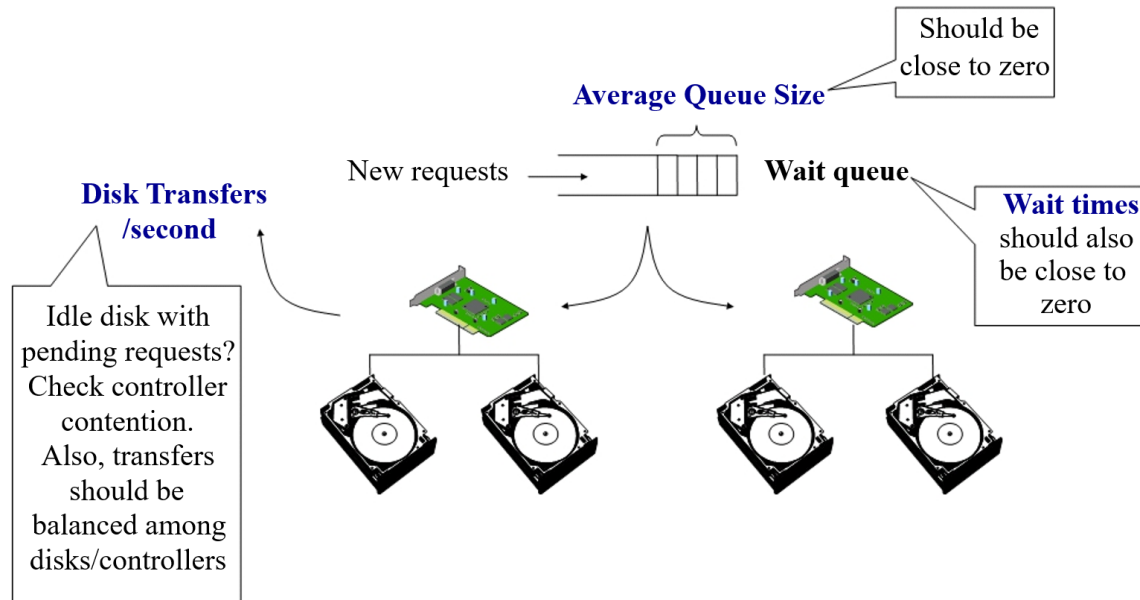 Should be
close to zero
Average Queue Size
New requests
Wait queue
Disk Transfers
/second
Wait times
should also
be close to
zero
Idle disk with
pending requests?
Check controller
contention.
Also, transfers
should be
balanced among
disks/controllers